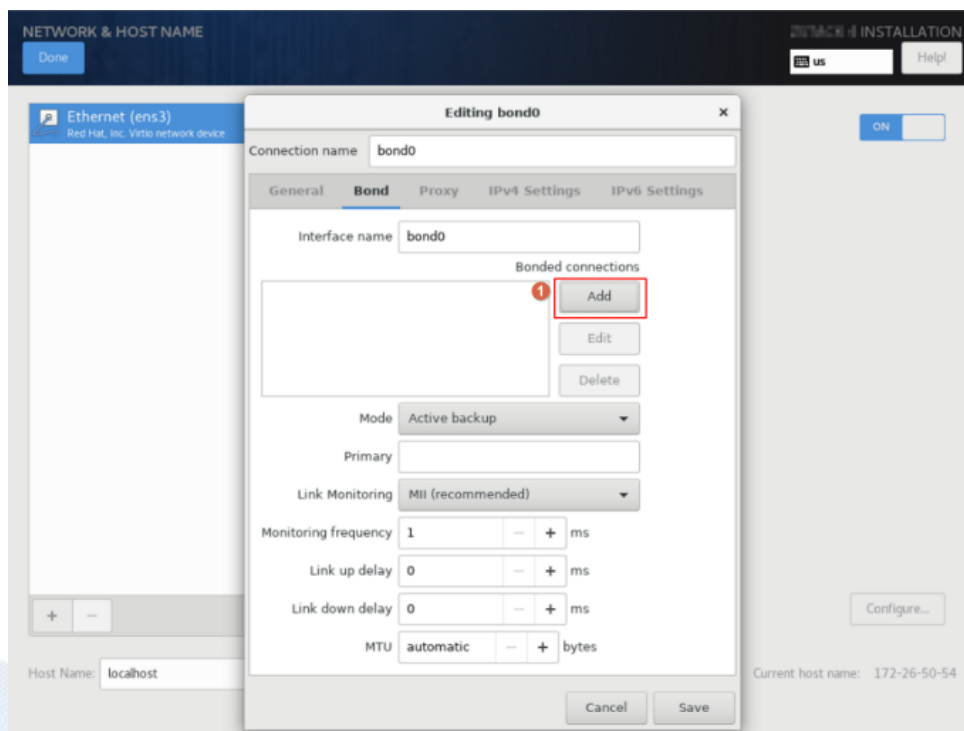 NETWORK & HOST NAME
INSTALLATION
Done
us
Help!
Ethernet (ens3)
Red Hat, Inc. Virtio network device
Editing bond0
×
ON
Connection name bond0
General Bond Proxy IPv4 Settings IPv6 Settings
Interface name bond0
Bonded connections
1 Add
Edit
Delete
Mode Active backup
Primary
Link Monitoring MII (recommended)
Monitoring frequency 1 − + ms
Link up delay 0 − + ms
Link down delay 0 − + ms
+ −
Configure...
MTU automatic − + bytes
Host Name: localhost
Current host name: 172-26-50-54
Cancel Save